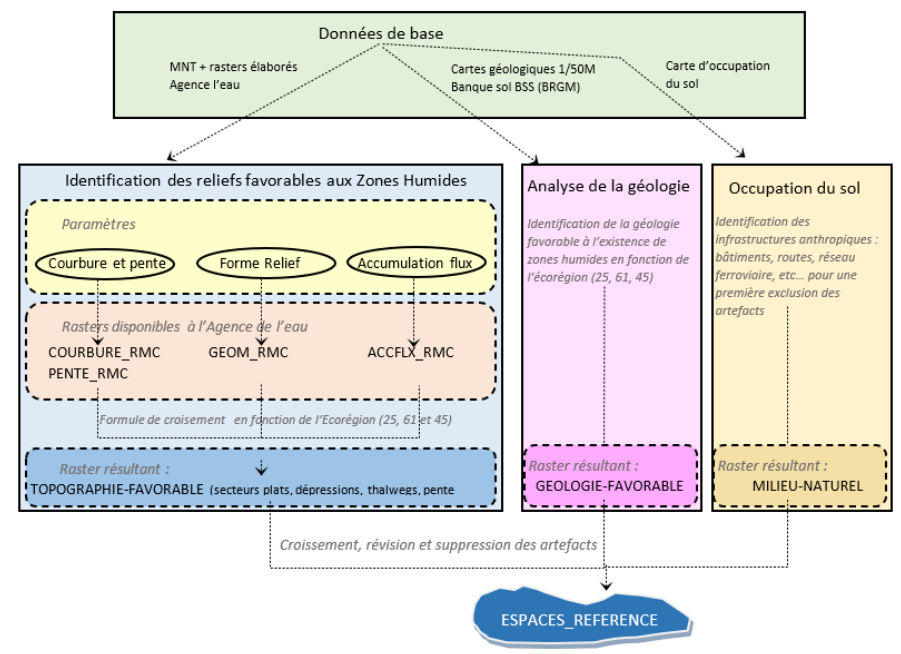 Données de base
MNT + rasters élaborés
Agence l'eau
Cartes géologiques 1/50M
Banque sol BSS (BRGM)
Carte d'occupation
du sol
Identification des reliefs favorables aux Zones Humides
Paramètres
Courbure et pente
Forme Relief
Accumulation flux
Rasters disponibles à l'Agence de l'eau
COURBURE_RMC
PENTE_RMC
GEOM_RMC
ACCFLX_RMC
Formule de croisement en fonction de l'Ecorégion (25, 61 et 45)
Raster résultant :
TOPOGRAPHIE-FAVORABLE (secteurs plats, dépressions, thalwegs, pente
Analyse de la géologie
Identification de la géologie
favorable à l'existence de
zones humides en fonction de
l'écorégion (25, 61, 45)
Raster résultant :
GEOLOGIE-FAVORABLE
Occupation du sol
Identification des
infrastructures anthropiques :
bâtiments, routes, réseau
ferroviaire, etc... pour une
première exclusion des
artefacts
Raster résultant :
MILIEU-NATUREL
Croissement, révision et suppression des artefacts
ESPACES_REFERENCE